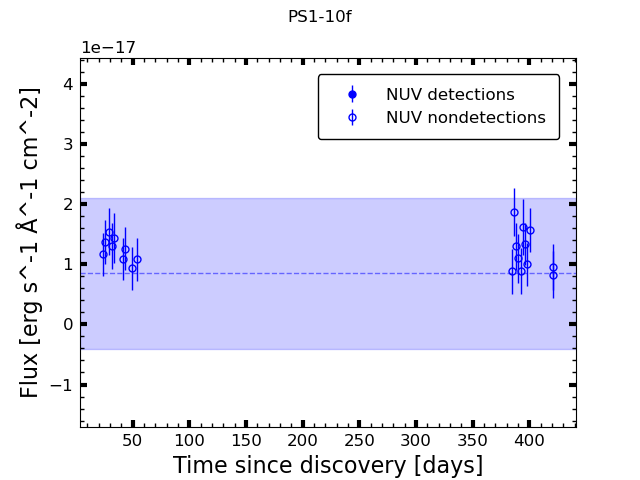 PS1-10f
1e−17
Flux [erg s^-1 Å^-1 cm^-2]
4
3
2
1
0
−1
NUV detections
NUV nondetections
50 100 150 200 250 300 350 400
Time since discovery [days]